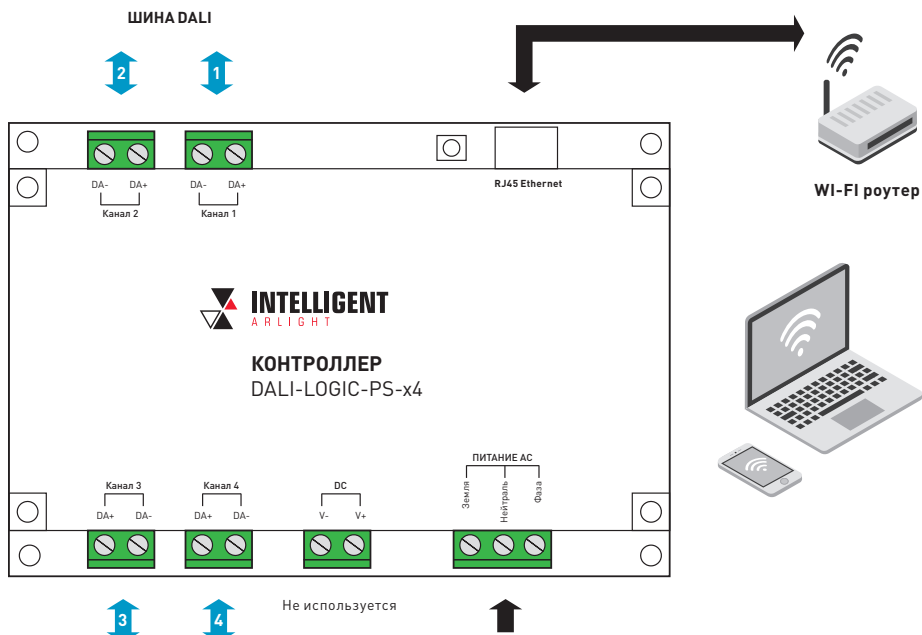 ШИНА DALI
2
1
DA-
DA+
DA-
DA+
Канал 2
Канал 1
RJ45 Ethernet
WI-FI роутер
INTELLIGENT
ARLIGHT
КОНТРОЛЛЕР
DALI-LOGIC-PS-x4
ПИТАНИЕ AC
Канал 3
Канал 4
DC
Земля
Нейтраль
Фаза
DA+
DA-
DA+
DA-
V-
V+
Не используется
3
4